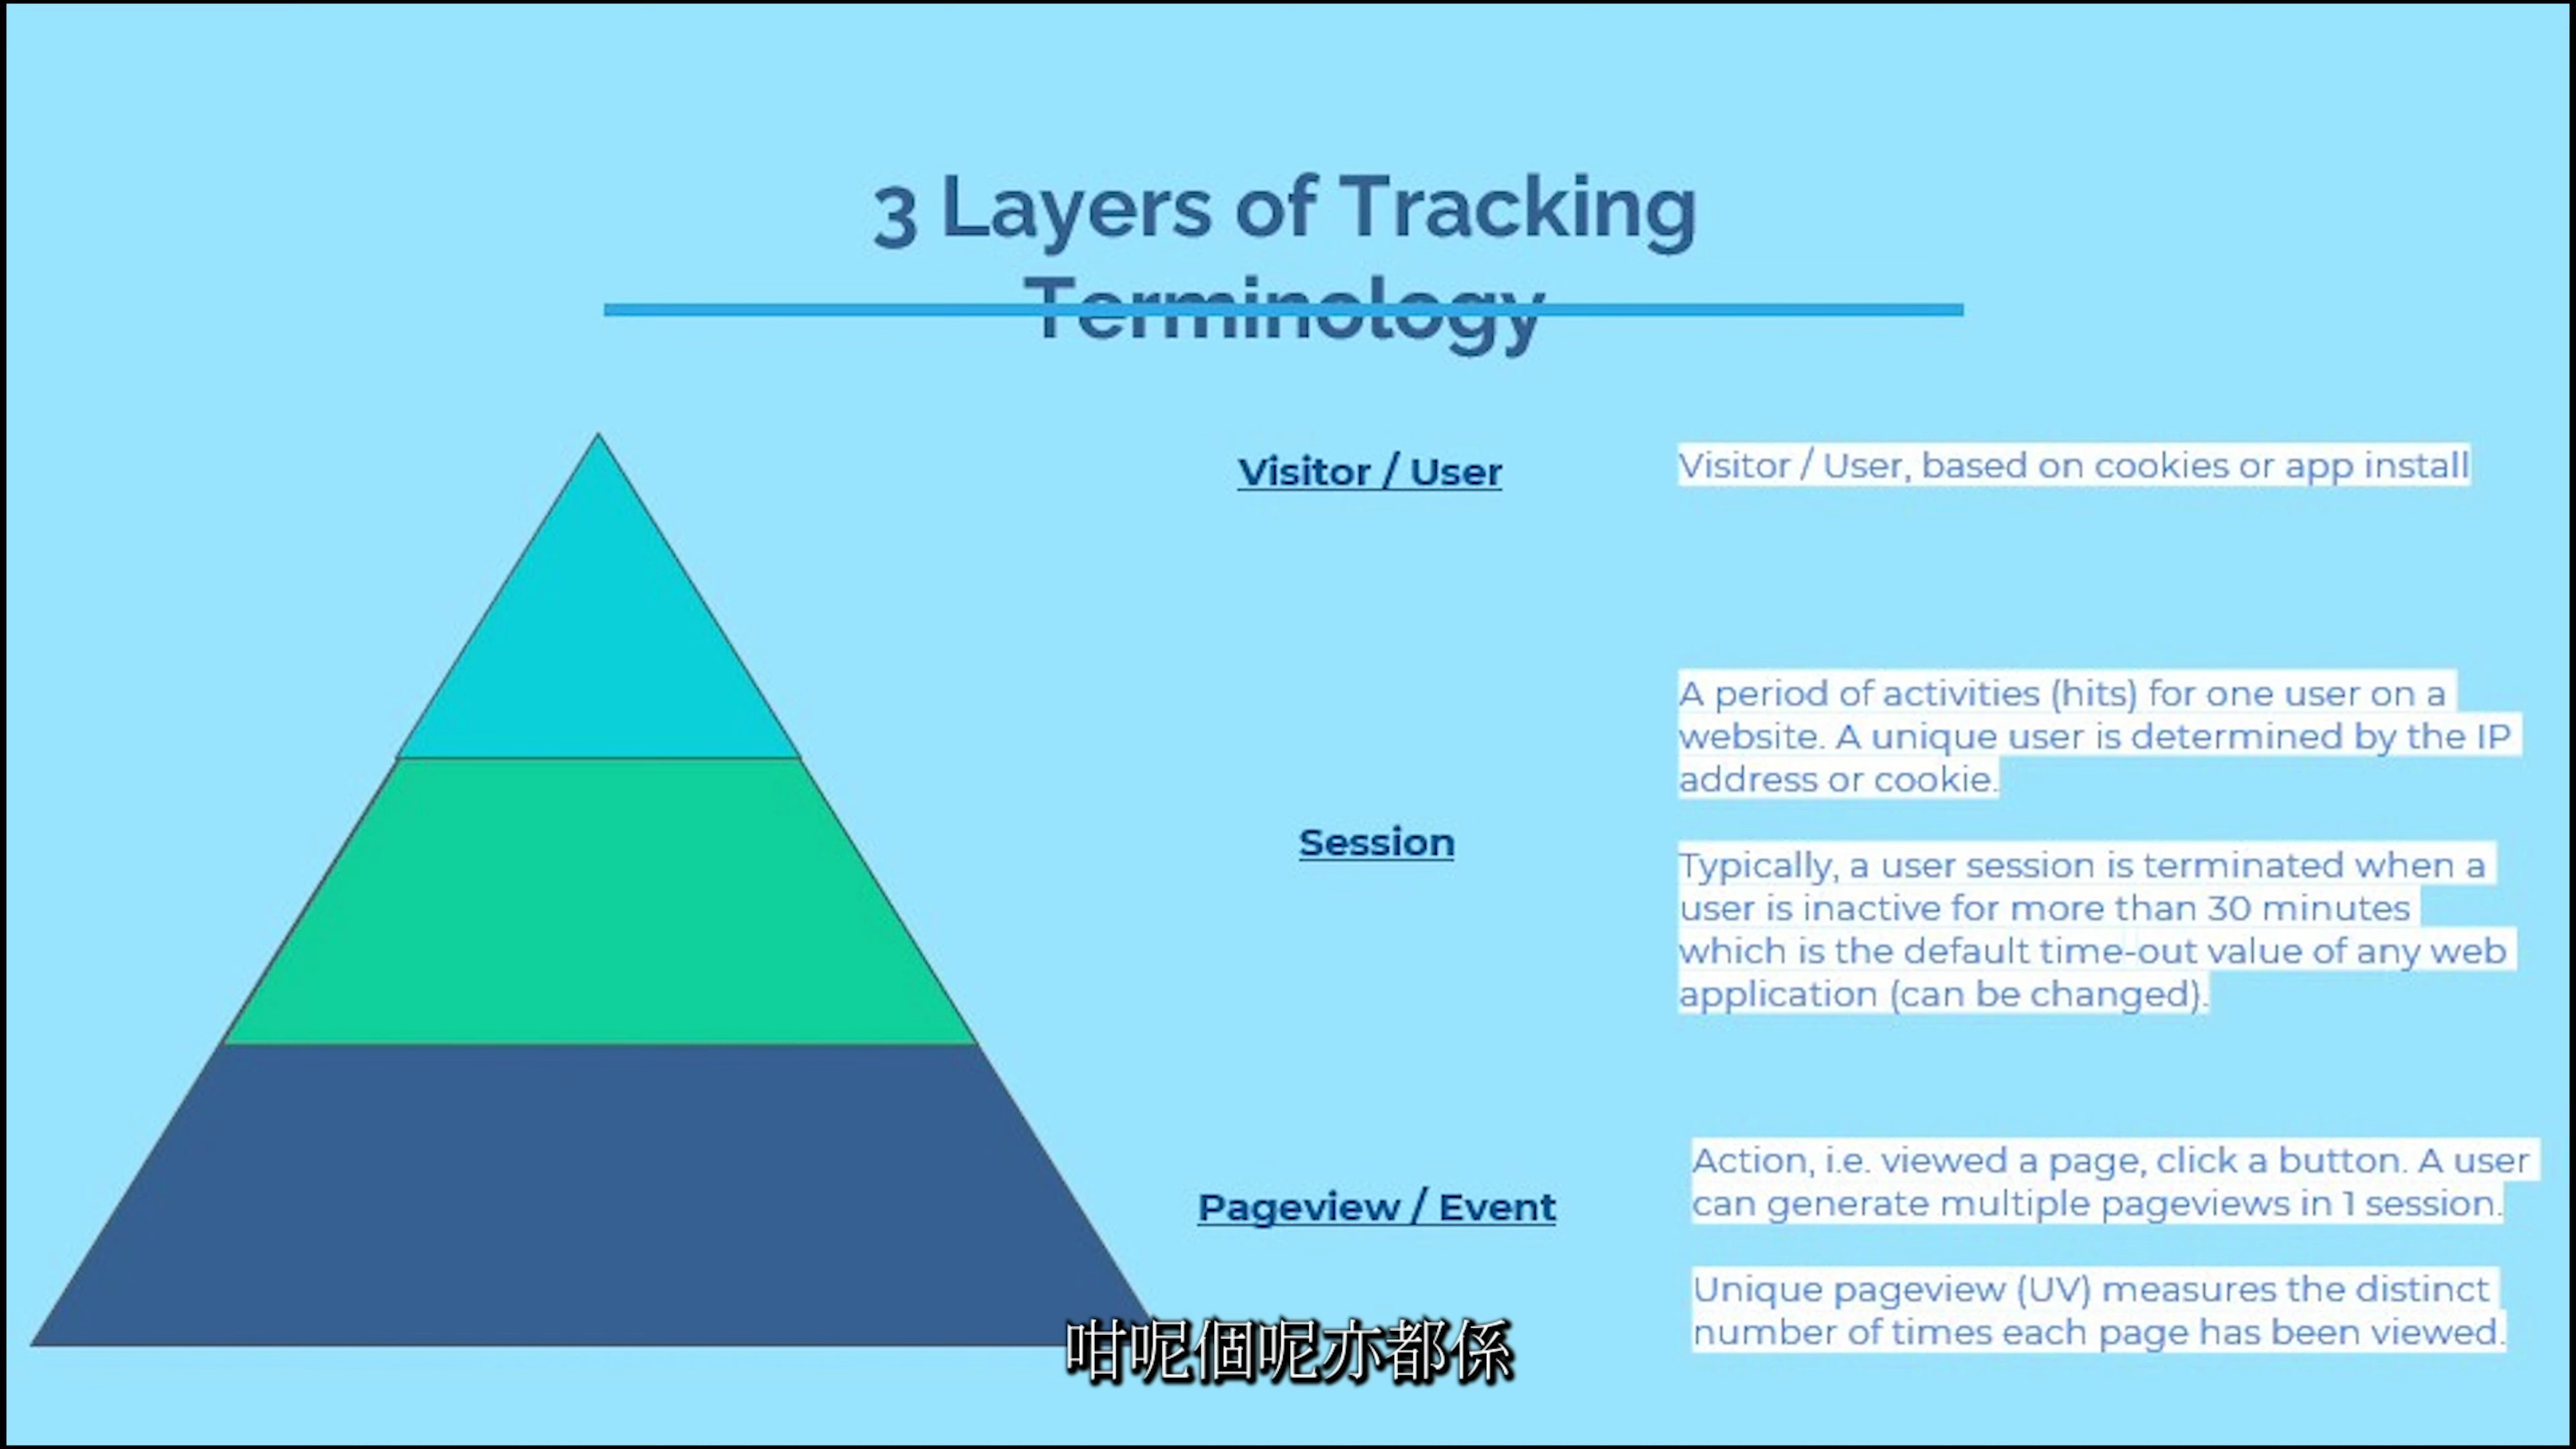 3 Layers of Tracking
Terminology
Visitor / User
Visitor / User, based on cookies or app install
A period of activities (hits) for one user on a
website. A unique user is determined by the IP
address or cookie.
Session
Typically, a user session is terminated when a
user is inactive for more than 30 minutes
which is the default time-out value of any web
application (can be changed).
Pageview / Event
Action, i.e. viewed a page, click a button. A user
can generate multiple pageviews in 1 session.
Unique pageview (UV) measures the distinct
number of times each page has been viewed.
咁呢個呢亦都係